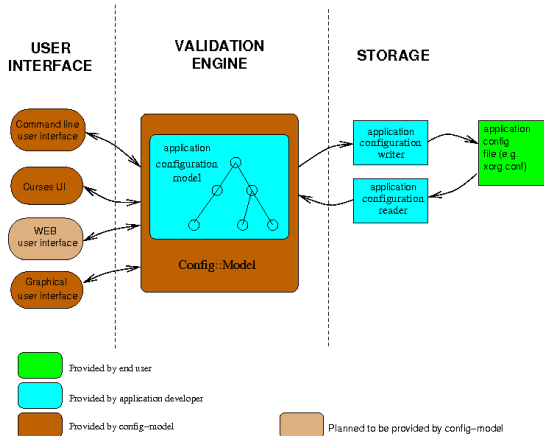 USER
INTERFACE
VALIDATION
ENGINE
STORAGE
Command line
user interface
Curses UI
WEB
user interface
Graphical
user interface
application
configuration
model
Config::Model
application
configuration
writer
application
configuration
reader
application
config
file (e.g.
xorg.conf)
Provided by end user
Provided by application developer
Provided by config-model
Planned to be provided by config-model